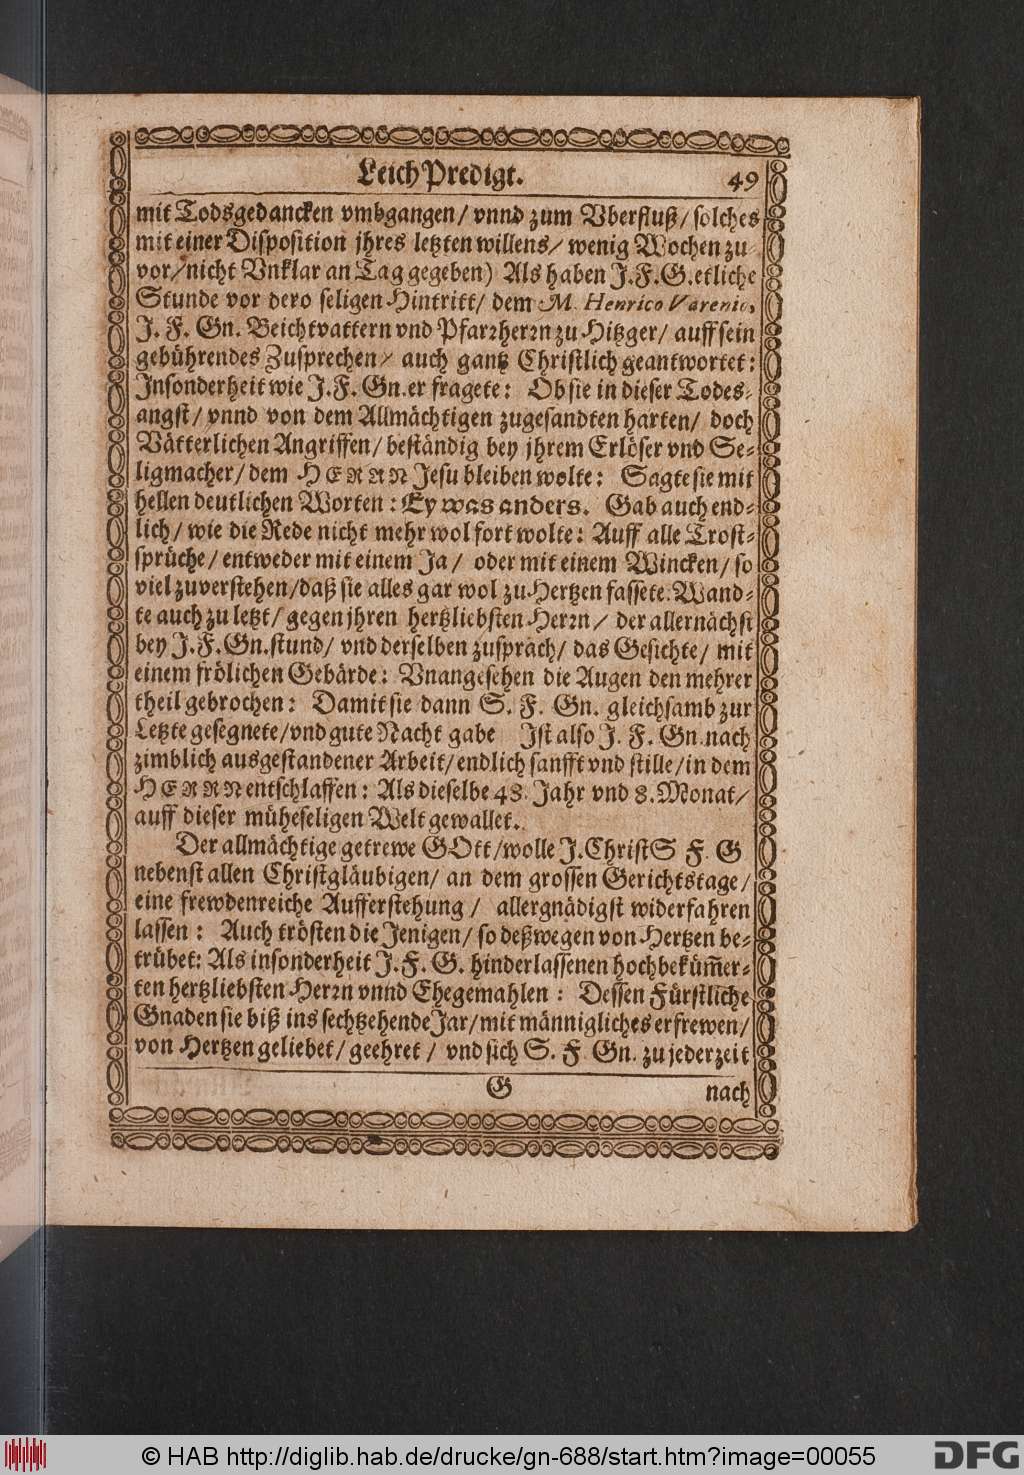 Leich Predigt. 49
mit Todsgedancken vmbgangen/ vnnd zum Vberfluß/ solches
mit einer Disposition jhres letzten willens/ wenig Wochen zu-
vor/nicht Vnklar an Tag gegeben) Als haben J.F.G.etliche
Stunde vor dero seligen Hintritt/ dem M. Henrico Varenio,
J. F. Gn. Beichtvattern vnd Pfarrherrn zu Hitzger/ auff sein
gebührendes Zusprechen/ auch gantz Christlich geantwortet:
Insonderheit wie J.F. Gn. er fragete: Ob sie in dieser Todes-
angst/ vnnd von dem Allmächtigen zugesandten harten/ doch
Vätterlichen Angriffen/ beständig bey jhrem Erlöser vnd Se-
ligmacher/ dem HERRN Jesu bleiben wolte: Sagte sie mit
hellen deutlichen Worten: Ey was anders. Gab auch end-
lich/ wie die Rede nicht mehr wol fort wolte: Auff alle Trost-
sprüche/ entweder mit einem Ja/ oder mit einem Wincken/ so
viel zuverstehen/daß sie alles gar wol zu Hertzen fassete. Wand-
te auch zu letzt/ gegen jhren hertzliebsten Herrn/ der allernächst
bey J.F.Gn.stund/ vnd derselben zusprach/ das Gesichte/ mit
einem frölichen Gebärde: Vnangesehen die Augen den mehrer
theil gebrochen: Damit sie dann S. F. Gn. gleichsamb zur
Letzte gesegnete/vnd gute Nacht gabe Ist also J. F. Gn.nach
zimblich ausgestandener Arbeit/endlich sanfft vnd stille/in dem
HERRN entschlaffen: Als dieselbe 43. Jahr vnd 8. Monat/
auff dieser müheseligen Welt gewallet.
Der allmächtige getrewe GOtt/wolle J.ChristS F. G
nebenst allen Christgläubigen/ an dem grossen Gerichtstage/
eine frewdenreiche Aufferstehung/ allergnädigst widerfahren
lassen: Auch trösten die Jenigen/ so deßwegen von Hertzen be-
trübet: Als insonderheit J. F. G. hinderlassenen hochbeküm̃er-
ten hertzliebsten Herrn vnnd Ehegemahlen: Dessen Fürstliche
Gnaden sie biß ins sechtzehende Jar/mit männigliches erfrewen/
von Hertzen geliebet/ geehret/ vnd sich S. F. Gn. zu jederzeit
G nach
© HAB http://diglib.hab.de/drucke/gn-688/start.htm?image=00055
DFG